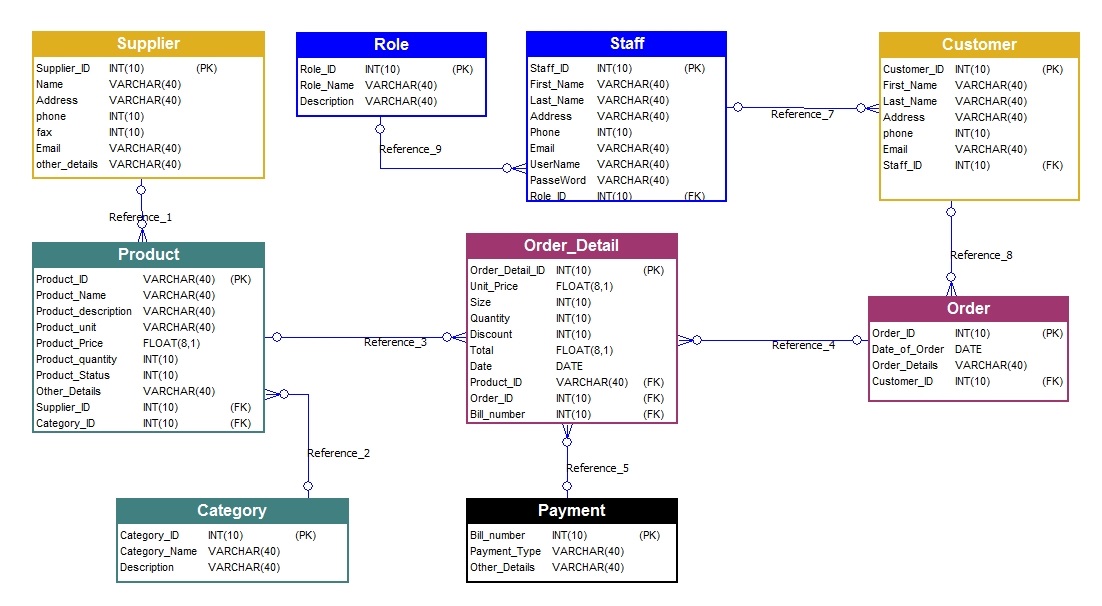 Supplier
Supplier_ID INT(10) (PK)
Name VARCHAR(40)
Address VARCHAR(40)
phone INT(10)
fax INT(10)
Email VARCHAR(40)
other_details VARCHAR(40)
Role
Role_ID INT(10) (PK)
Role_Name VARCHAR(40)
Description VARCHAR(40)
Staff
Staff_ID INT(10) (PK)
First_Name VARCHAR(40)
Last_Name VARCHAR(40)
Address VARCHAR(40)
Phone INT(10)
Email VARCHAR(40)
UserName VARCHAR(40)
PasseWord VARCHAR(40)
Role_ID INT(10) (FK)
Customer
Customer_ID INT(10) (PK)
First_Name VARCHAR(40)
Last_Name VARCHAR(40)
Address VARCHAR(40)
phone INT(10)
Email VARCHAR(40)
Staff_ID INT(10) (FK)
Reference_7
Reference_9
Reference_1
Reference_8
Product
Product_ID VARCHAR(40) (PK)
Product_Name VARCHAR(40)
Product_description VARCHAR(40)
Product_unit VARCHAR(40)
Product_Price FLOAT(8,1)
Product_quantity INT(10)
Product_Status INT(10)
Other_Details VARCHAR(40)
Supplier_ID INT(10) (FK)
Category_ID INT(10) (FK)
Reference_3
Order_Detail
Order_Detail_ID INT(10) (PK)
Unit_Price FLOAT(8,1)
Size INT(10)
Quantity INT(10)
Discount INT(10)
Total FLOAT(8,1)
Date DATE
Product_ID VARCHAR(40) (FK)
Order_ID INT(10) (FK)
Bill_number INT(10) (FK)
Reference_4
Order
Order_ID INT(10) (PK)
Date_of_Order DATE
Order_Details VARCHAR(40)
Customer_ID INT(10) (FK)
Reference_2
Reference_5
Category
Category_ID INT(10) (PK)
Category_Name VARCHAR(40)
Description VARCHAR(40)
Payment
Bill_number INT(10) (PK)
Payment_Type VARCHAR(40)
Other_Details VARCHAR(40)